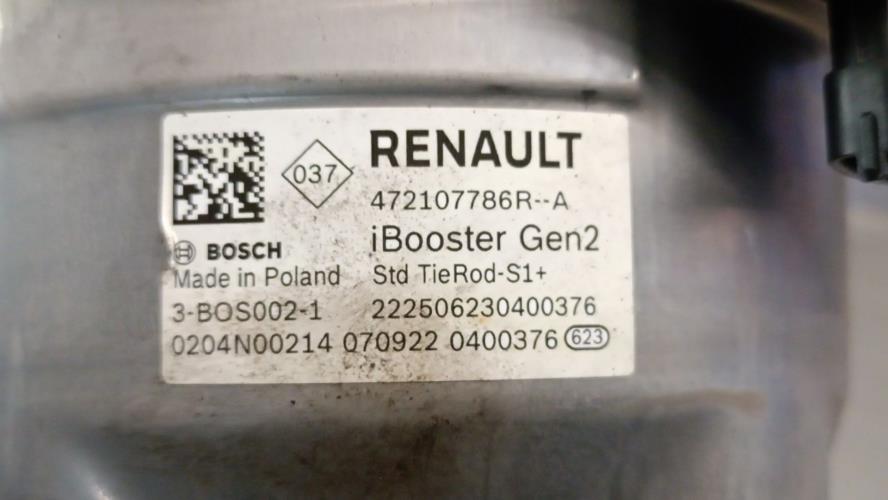 RENAULT
037
472107786R--A
BOSCH
iBooster Gen2
Made in Poland
Std TieRod-S1+
3-BOS002-1
222506230400376
0204N00214 070922 0400376 623